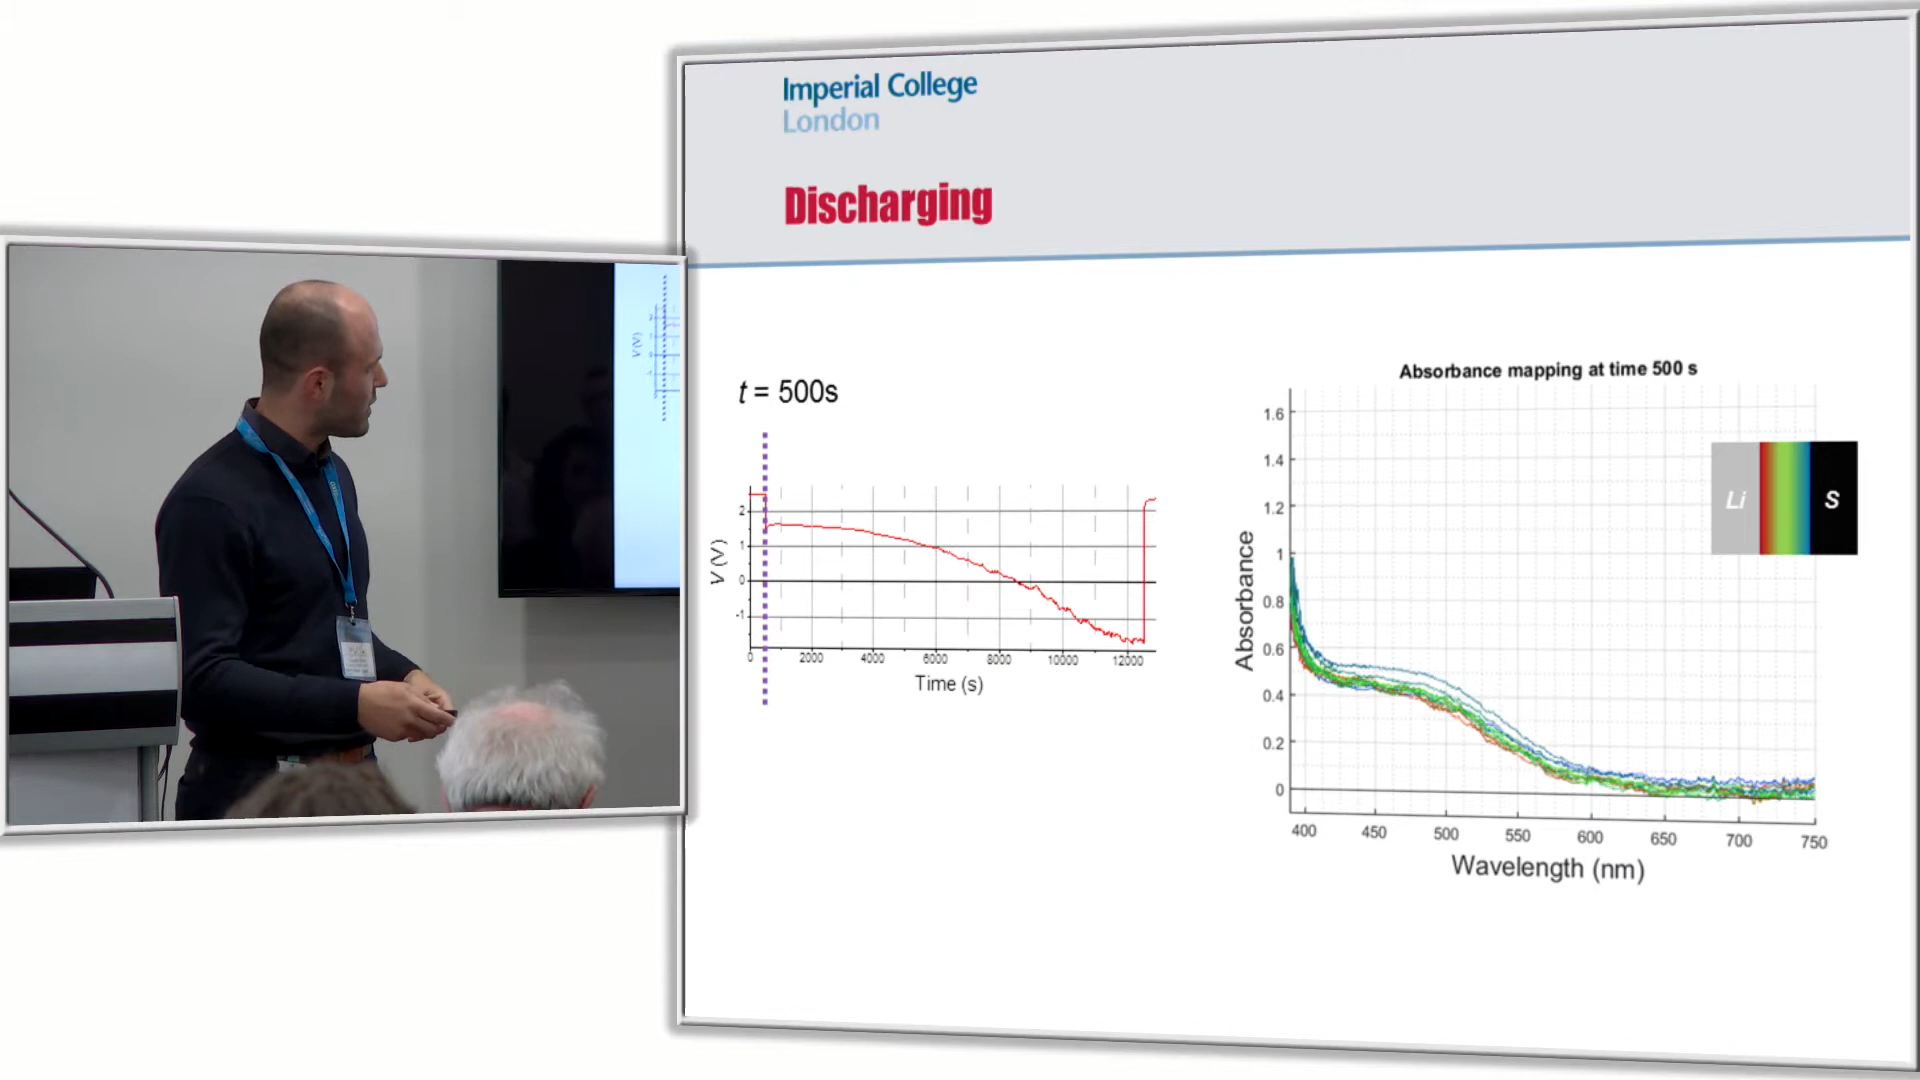 Imperial College
London
Discharging
t = 500s
V (V)
2
1
0
-1
0 2000 4000 6000 8000 10000 12000
Time (s)
Absorbance mapping at time 500 s
Absorbance
1.6
1.4
1.2
1
0.8
0.6
0.4
0.2
0
400 450 500 550 600 650 700 750
Wavelength (nm)
Li S
V (V)